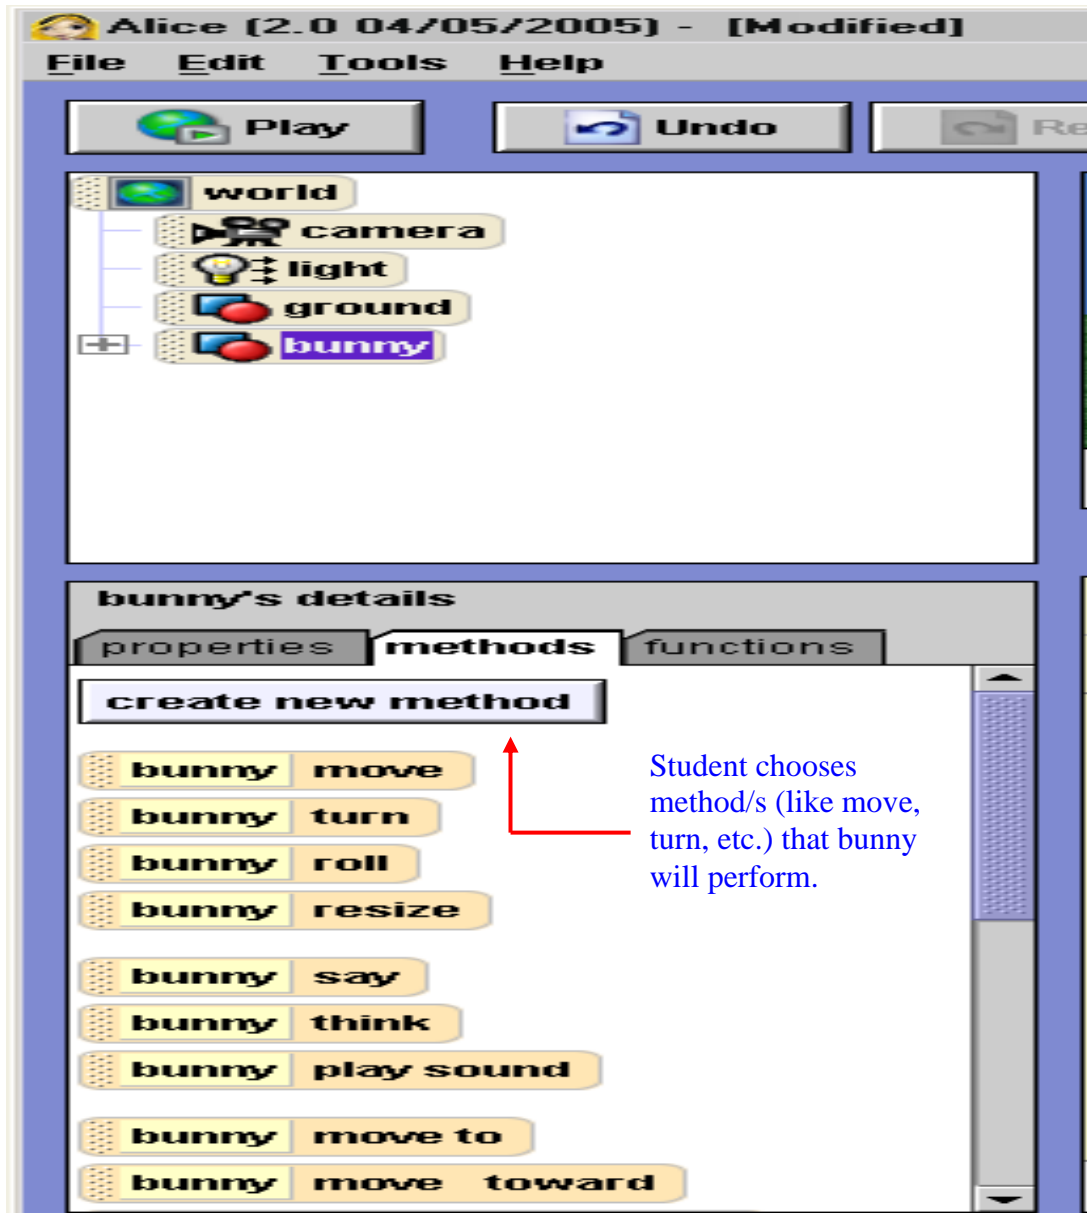 Alice (2.0 04/05/2005) - [Modified]
File Edit Tools Help
Play Undo Re
world
camera
light
ground
bunny
bunny's details
properties methods functions
create new method
bunny move
bunny turn
bunny roll
bunny resize
bunny say
bunny think
bunny play sound
bunny move to
bunny move toward
Student chooses
method/s (like move,
turn, etc.) that bunny
will perform.